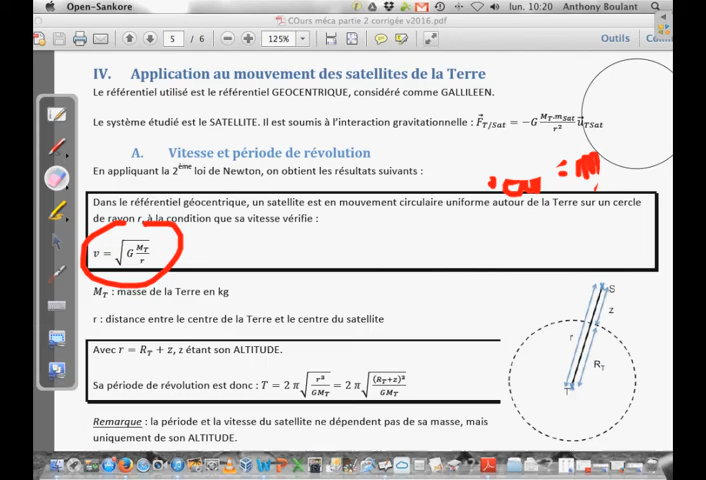 Open-Sankore
lun. 10:20 Anthony Boulant
COurs méca partie 2 corrigée v2016.pdf
5 / 6 125% Outils
IV. Application au mouvement des satellites de la Terre
Le référentiel utilisé est le référentiel GEOCENTRIQUE, considéré comme GALLILEEN.
Le système étudié est le SATELLITE. Il est soumis à l'interaction gravitationnelle : F⃗T/Sat = −G MT.mSat / r² u⃗TSat
A. Vitesse et période de révolution
En appliquant la 2ème loi de Newton, on obtient les résultats suivants :
Dans le référentiel géocentrique, un satellite est en mouvement circulaire uniforme autour de la Terre sur un cercle
de rayon r, à la condition que sa vitesse vérifie :
v = √(G MT / r)
MT : masse de la Terre en kg
r : distance entre le centre de la Terre et le centre du satellite
Avec r = RT + z, z étant son ALTITUDE.
Sa période de révolution est donc : T = 2 π √(r³ / GMT) = 2 π √((RT+z)³ / GMT)
Remarque : la période et la vitesse du satellite ne dépendent pas de sa masse, mais
uniquement de son ALTITUDE.
S
z
r
RT
T